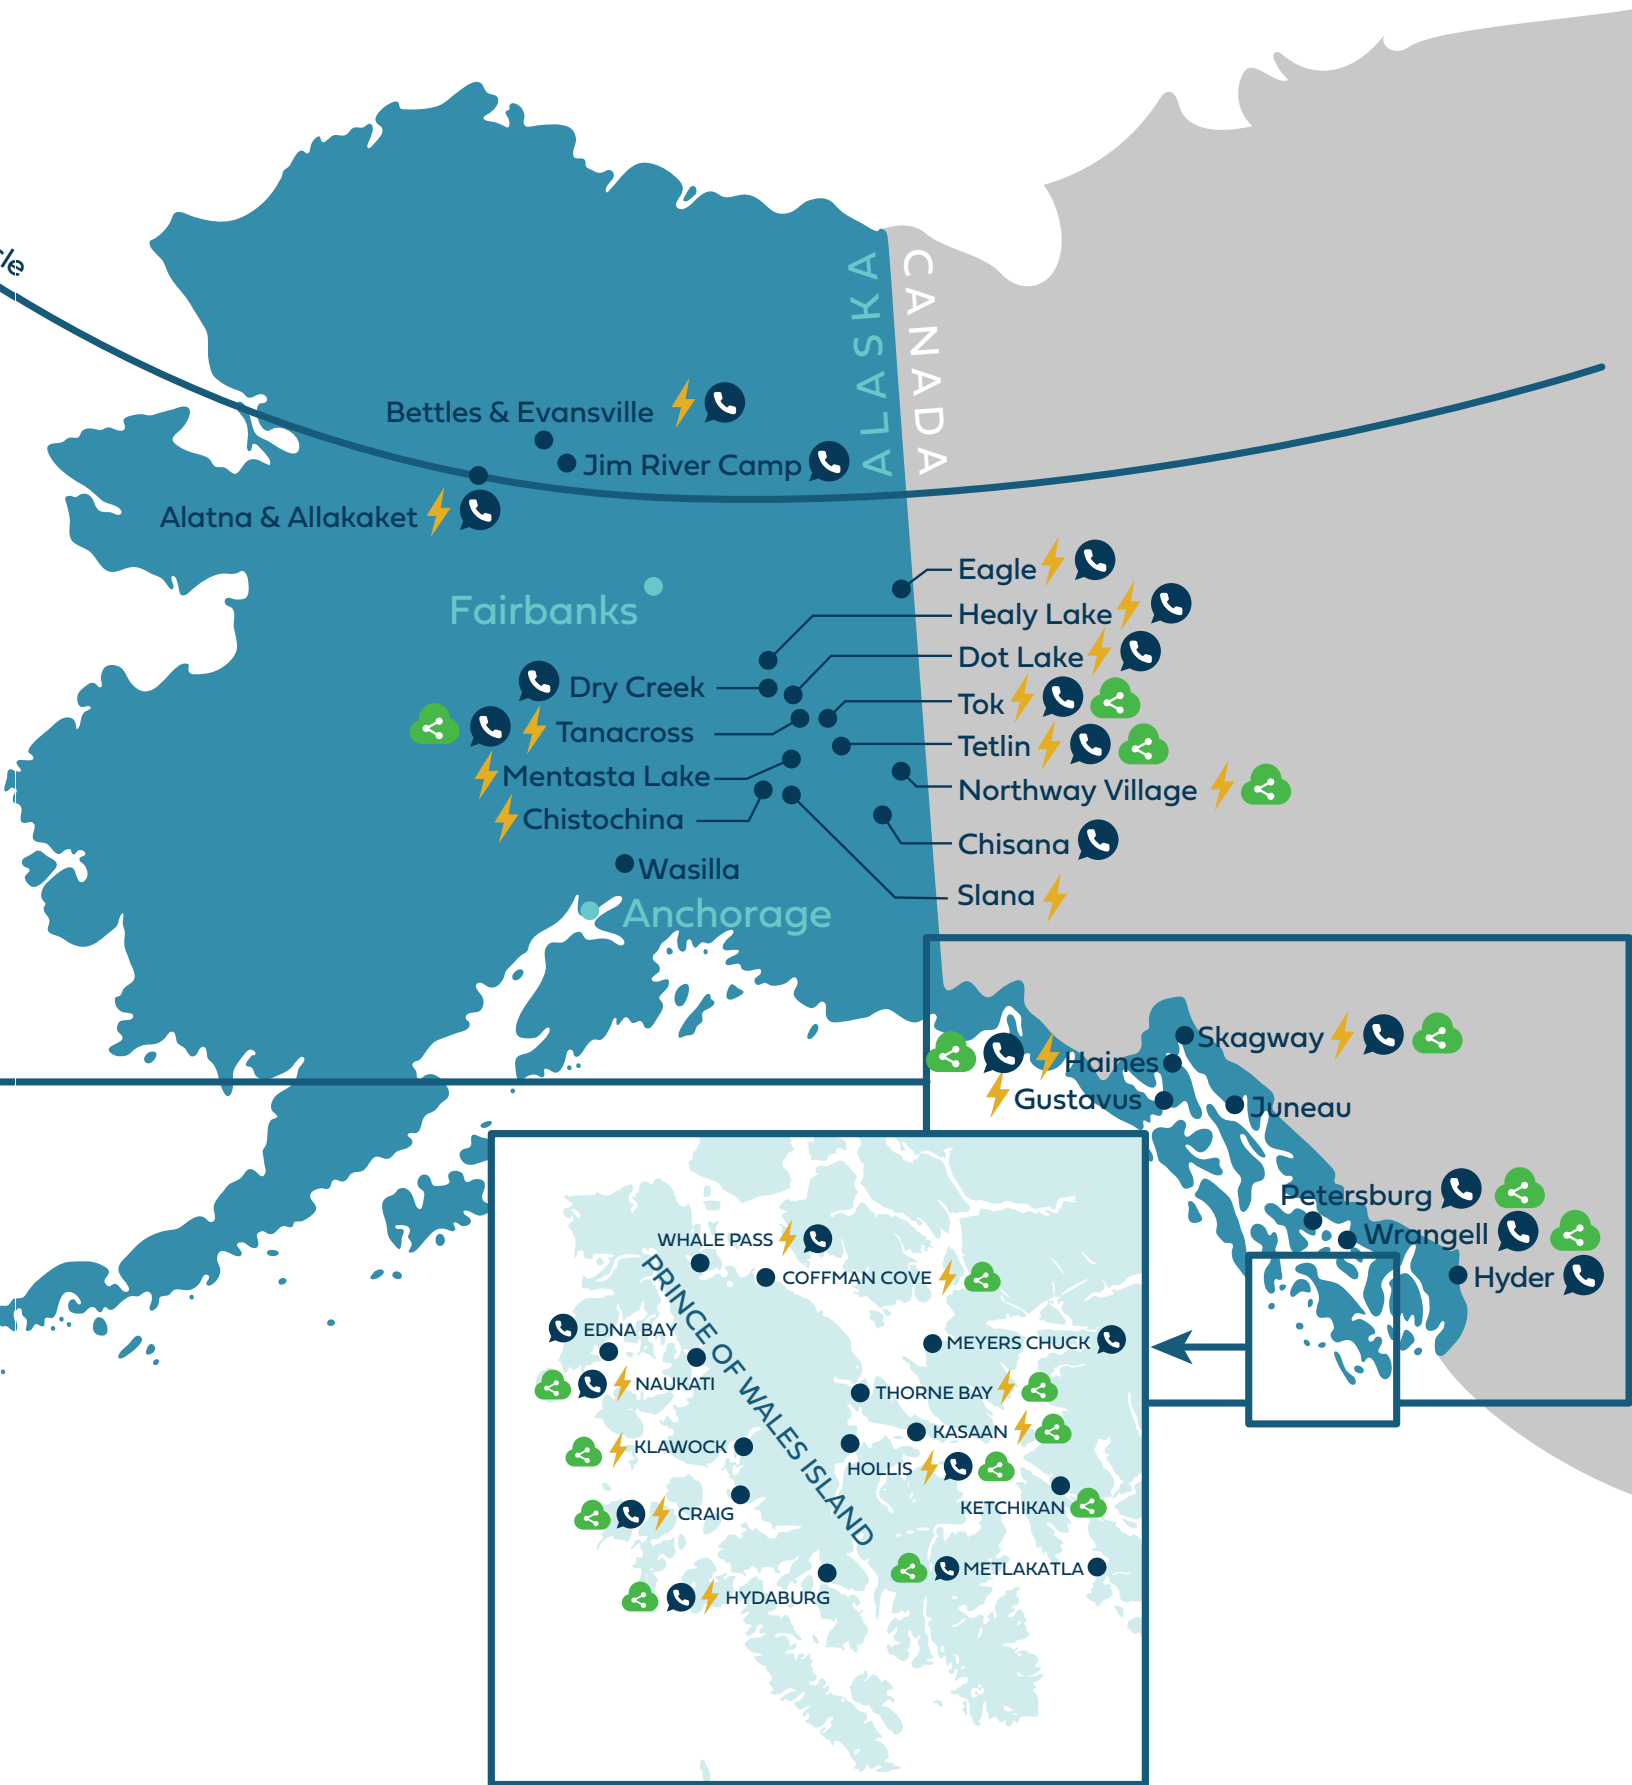 cle
ALASKA
CANADA
Bettles & Evansville
Jim River Camp
Alatna & Allakaket
Fairbanks
Eagle
Healy Lake
Dot Lake
Dry Creek
Tok
Tanacross
Tetlin
Mentasta Lake
Northway Village
Chistochina
Chisana
Wasilla
Slana
Anchorage
Skagway
Haines
Gustavus
Juneau
Petersburg
Wrangell
Hyder
WHALE PASS
COFFMAN COVE
PRINCE OF WALES ISLAND
EDNA BAY
MEYERS CHUCK
NAUKATI
THORNE BAY
KASAAN
KLAWOCK
HOLLIS
KETCHIKAN
CRAIG
METLAKATLA
HYDABURG